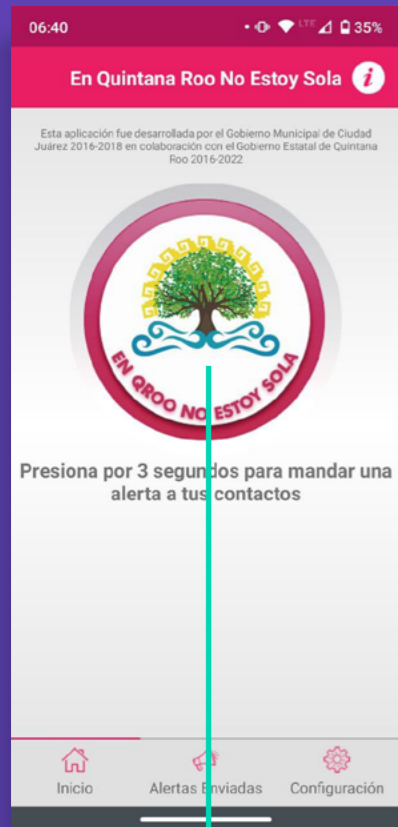 06:40
LTE 35%
En Quintana Roo No Estoy Sola i
Esta aplicación fue desarrollada por el Gobierno Municipal de Ciudad
Juárez 2016-2018 en colaboración con el Gobierno Estatal de Quintana
Roo 2016-2022
EN QROO NO ESTOY SOLA
Presiona por 3 segundos para mandar una
alerta a tus contactos
Inicio
Alertas Enviadas
Configuración